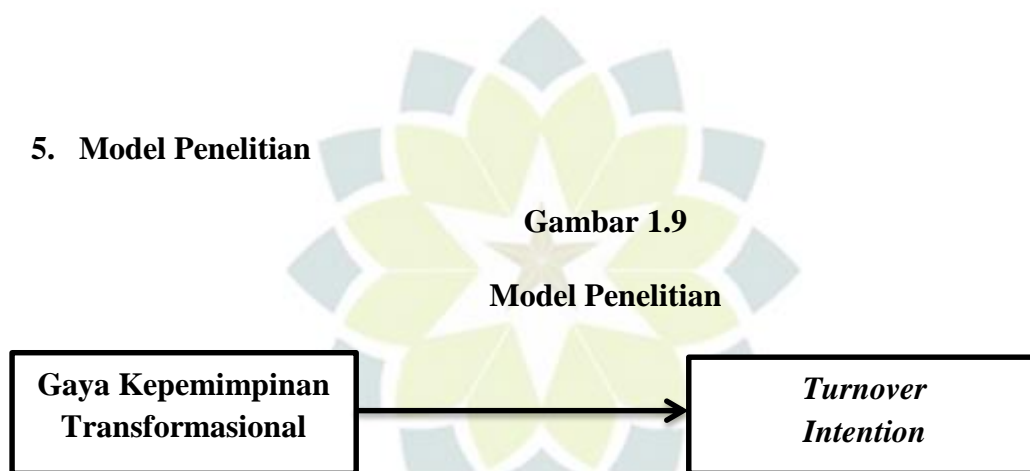 5. Model Penelitian
Gambar 1.9
Model Penelitian
Gaya Kepemimpinan
Transformasional
Turnover
Intention